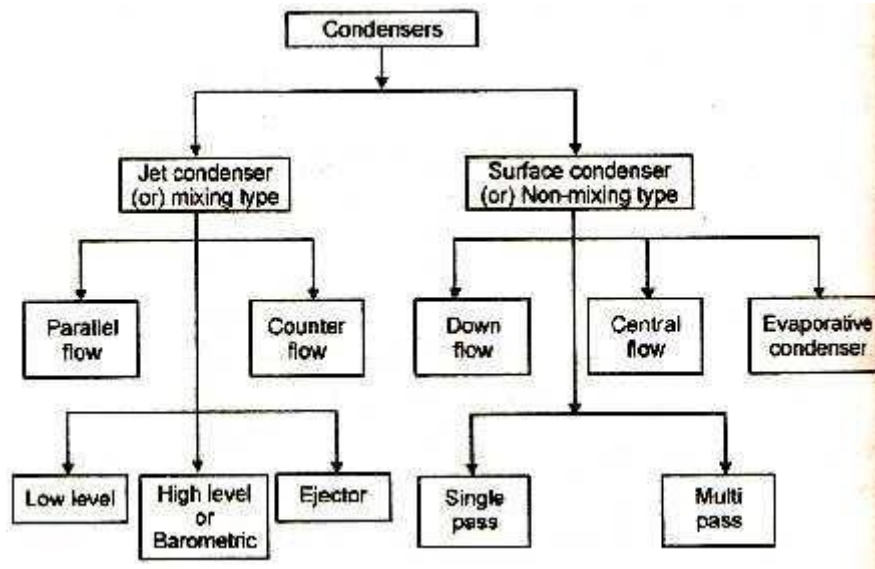 Condensers
Jet condenser
(or) mixing type
Surface condenser
(or) Non-mixing type
Parallel
flow
Counter
flow
Down
flow
Central
flow
Evaporative
condenser
Low level
High level
or
Barometric
Ejector
Single
pass
Multi
pass